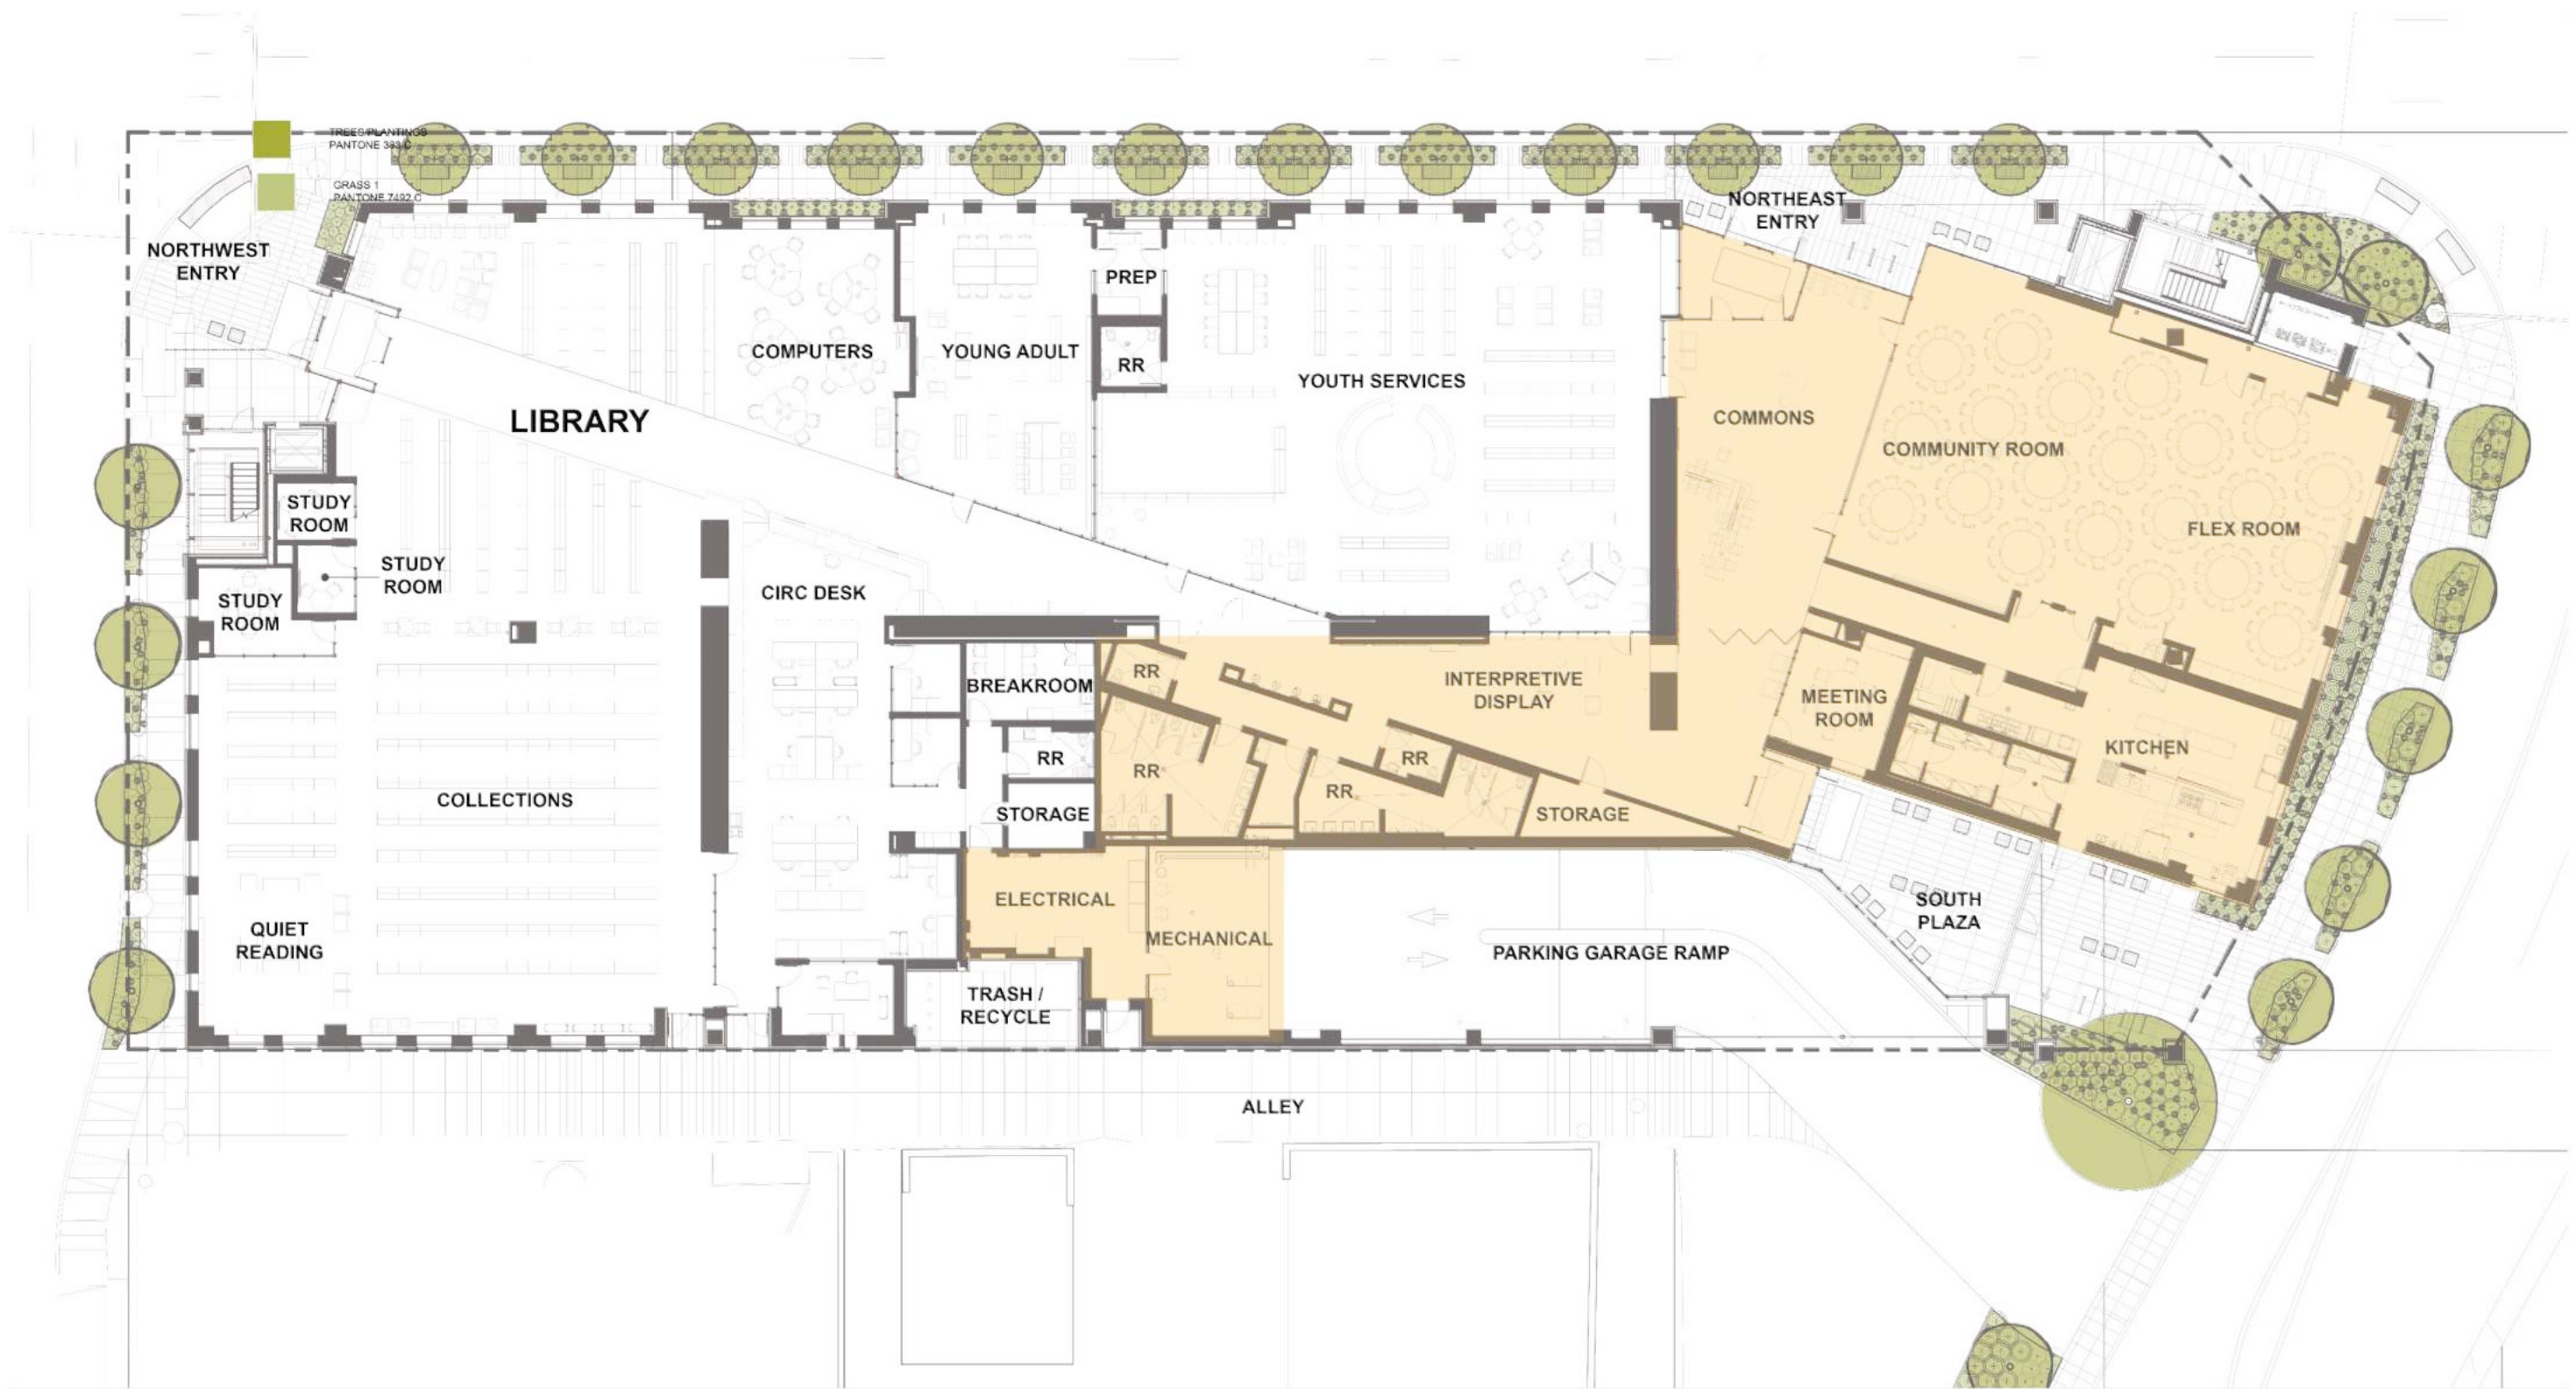 TREES/PLANTINGS
PANTONE 383 C
GRASS 1
PANTONE 7492 C
NORTHWEST
ENTRY
NORTHEAST
ENTRY
PREP
RR
COMPUTERS
YOUNG ADULT
YOUTH SERVICES
LIBRARY
COMMONS
COMMUNITY ROOM
FLEX ROOM
STUDY
ROOM
STUDY
ROOM
STUDY
ROOM
CIRC DESK
BREAKROOM
RR
INTERPRETIVE
DISPLAY
MEETING
ROOM
KITCHEN
RR
RR
RR
RR
COLLECTIONS
STORAGE
STORAGE
ELECTRICAL
MECHANICAL
QUIET
READING
SOUTH
PLAZA
PARKING GARAGE RAMP
TRASH /
RECYCLE
ALLEY